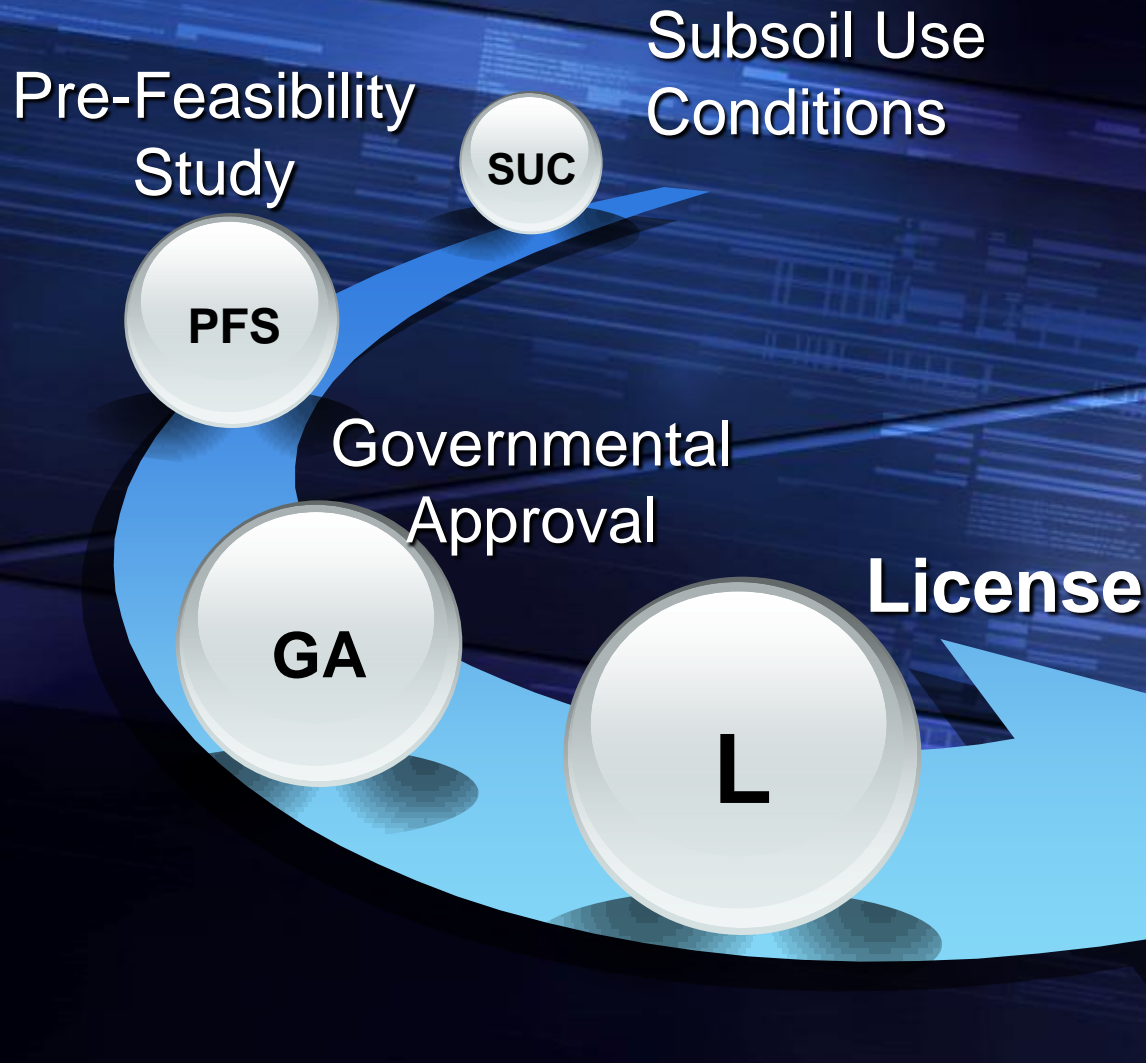 Subsoil Use
Conditions
SUC
Pre-Feasibility
Study
PFS
Governmental
Approval
GA
License
L